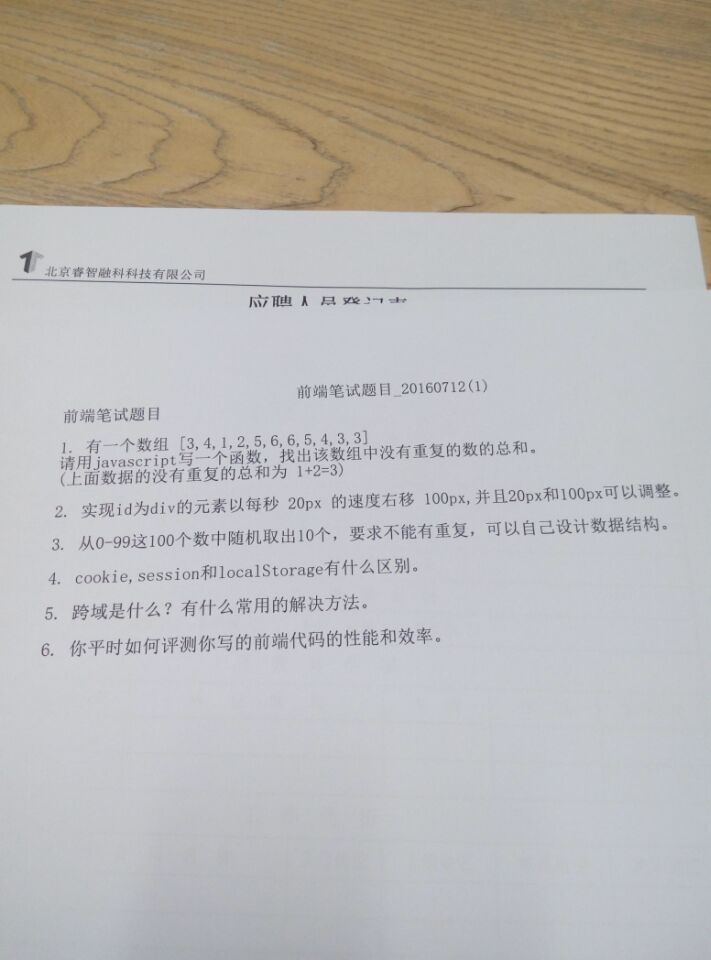 北京睿智融科科技有限公司
应聘人员登记表
前端笔试题目_20160712(1)
前端笔试题目
1. 有一个数组 [3,4,1,2,5,6,6,5,4,3,3]
请用javascript写一个函数，找出该数组中没有重复的数的总和。
(上面数据的没有重复的总和为 1+2=3)
2. 实现id为div的元素以每秒 20px 的速度右移 100px,并且20px和100px可以调整。
3. 从0-99这100个数中随机取出10个，要求不能有重复，可以自己设计数据结构。
4. cookie,session和localStorage有什么区别。
5. 跨域是什么？有什么常用的解决方法。
6. 你平时如何评测你写的前端代码的性能和效率。